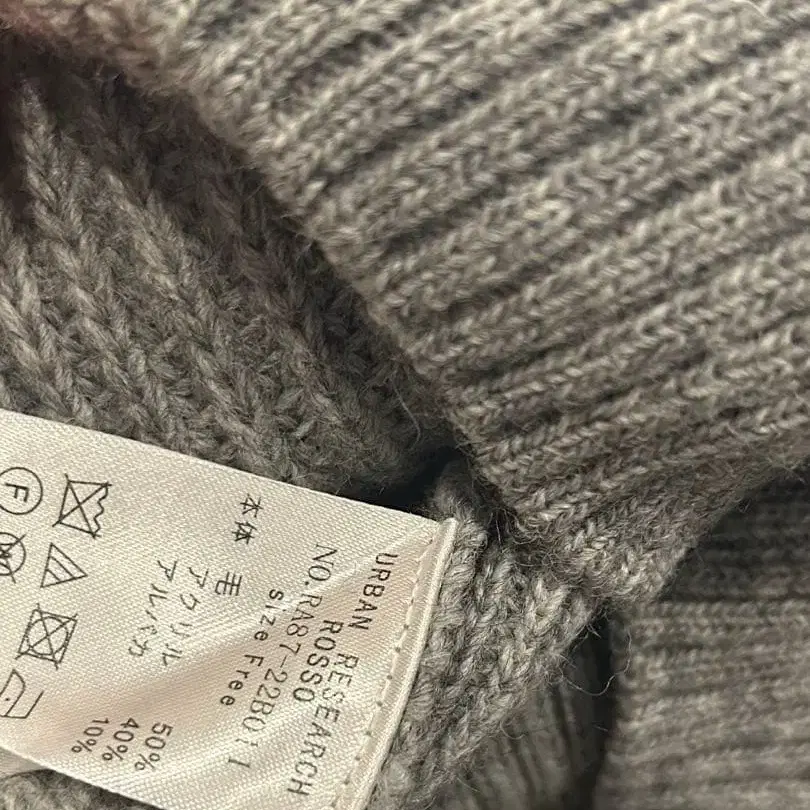 URBAN RESEARCH
ROSSO
NO.RA87-22B011
size Free
本体 毛 50%
アクリル 40%
アルパカ 10%
F